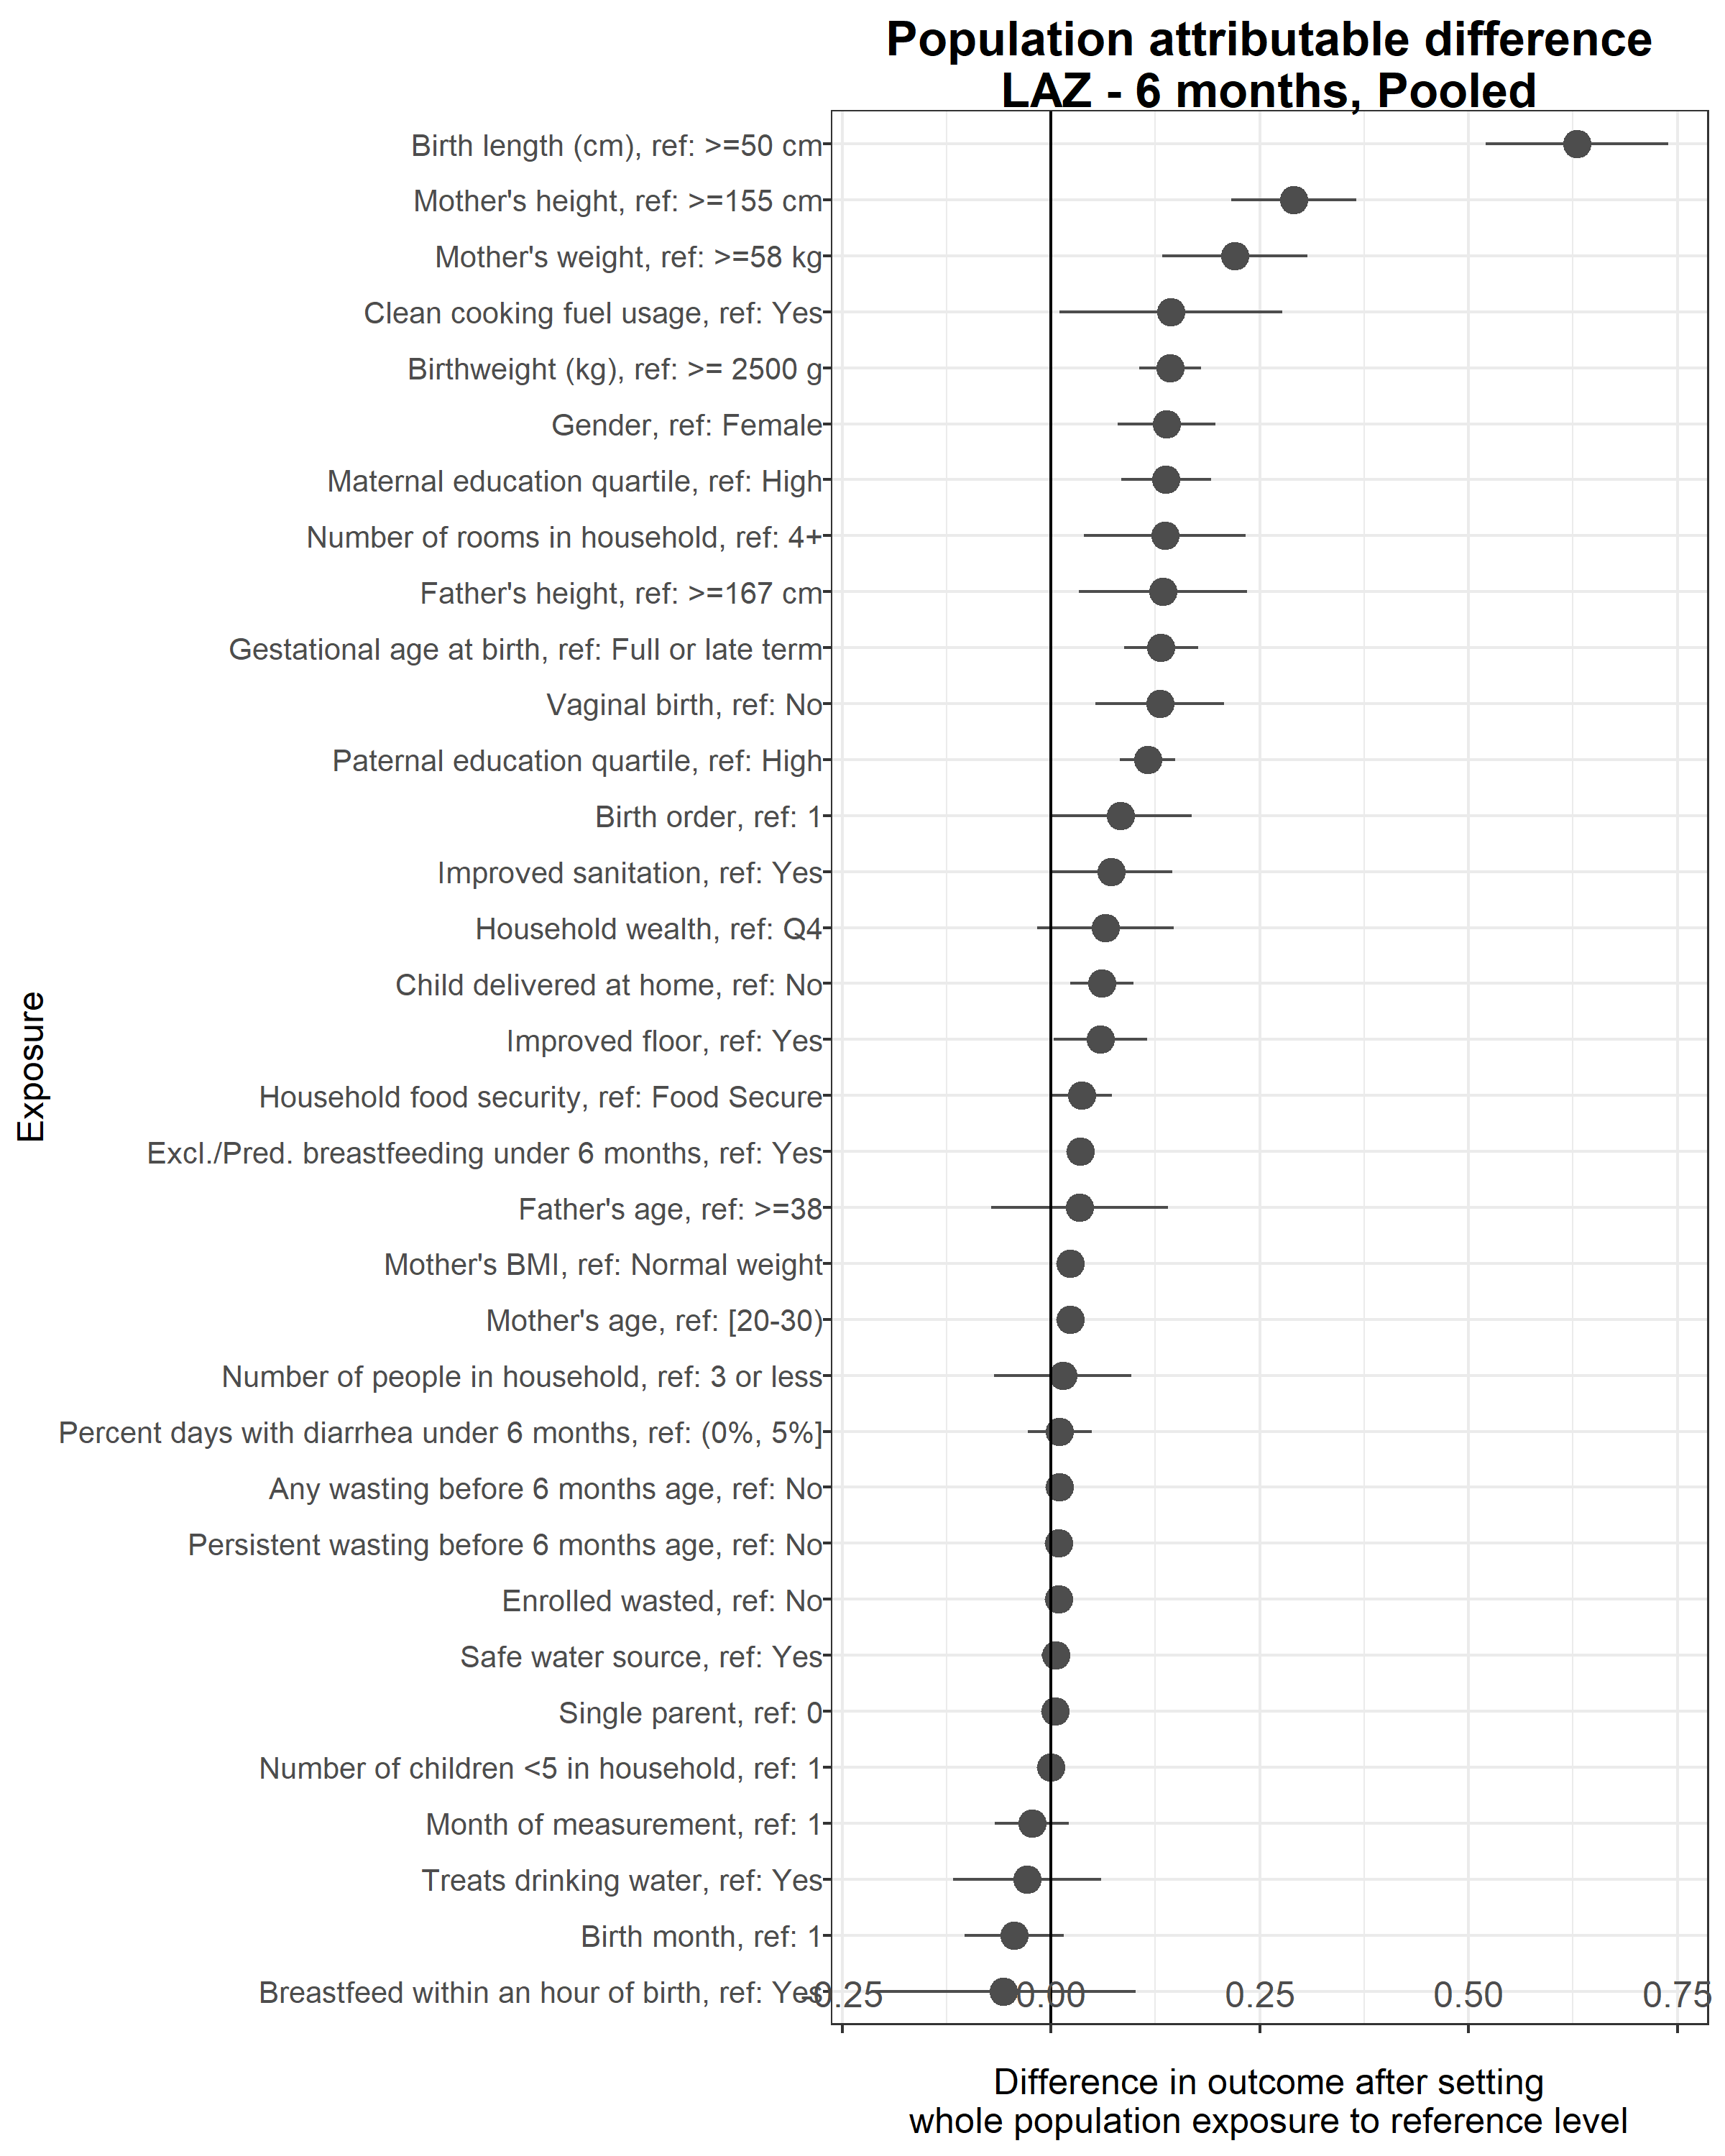 Population attributable difference
LAZ - 6 months, Pooled
Birth length (cm), ref: >=50 cm
Mother's height, ref: >=155 cm
Mother's weight, ref: >=58 kg
Clean cooking fuel usage, ref: Yes
Birthweight (kg), ref: >= 2500 g
Gender, ref: Female
Maternal education quartile, ref: High
Number of rooms in household, ref: 4+
Father's height, ref: >=167 cm
Gestational age at birth, ref: Full or late term
Vaginal birth, ref: No
Paternal education quartile, ref: High
Birth order, ref: 1
Improved sanitation, ref: Yes
Household wealth, ref: Q4
Child delivered at home, ref: No
Improved floor, ref: Yes
Household food security, ref: Food Secure
Excl./Pred. breastfeeding under 6 months, ref: Yes
Father's age, ref: >=38
Mother's BMI, ref: Normal weight
Mother's age, ref: [20-30)
Number of people in household, ref: 3 or less
Percent days with diarrhea under 6 months, ref: (0%, 5%]
Any wasting before 6 months age, ref: No
Persistent wasting before 6 months age, ref: No
Enrolled wasted, ref: No
Safe water source, ref: Yes
Single parent, ref: 0
Number of children <5 in household, ref: 1
Month of measurement, ref: 1
Treats drinking water, ref: Yes
Birth month, ref: 1
Breastfeed within an hour of birth, ref: Yes
-0.25 0.00 0.25 0.50 0.75
Exposure
Difference in outcome after setting
whole population exposure to reference level